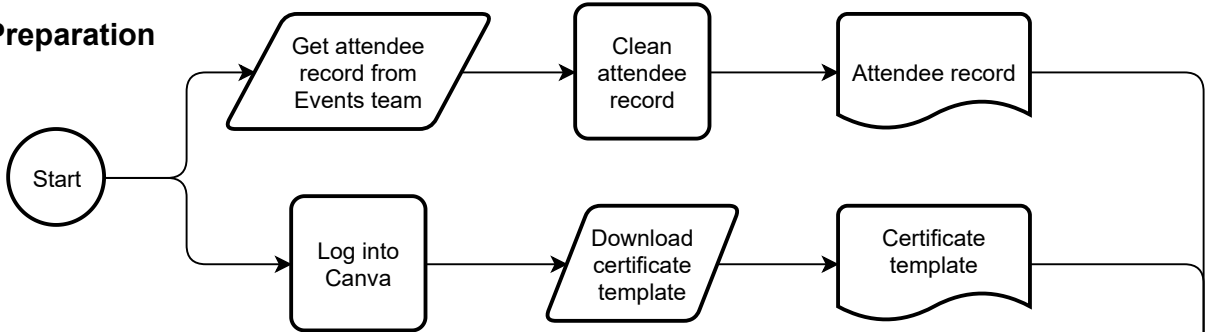 Preparation
Get attendee
record from
Events team
Clean
attendee
record
Attendee record
Start
Log into
Canva
Download
certificate
template
Certificate
template